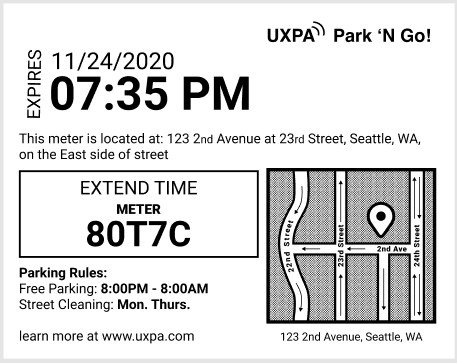 UXPA Park ‘N Go!
EXPIRES
11/24/2020
07:35 PM
This meter is located at: 123 2nd Avenue at 23rd Street, Seattle, WA,
on the East side of street
EXTEND TIME
METER
80T7C
Parking Rules:
Free Parking: 8:00PM - 8:00AM
Street Cleaning: Mon. Thurs.
learn more at www.uxpa.com
22nd Street
23rd Street
2nd Ave
24th Street
123 2nd Avenue, Seattle, WA